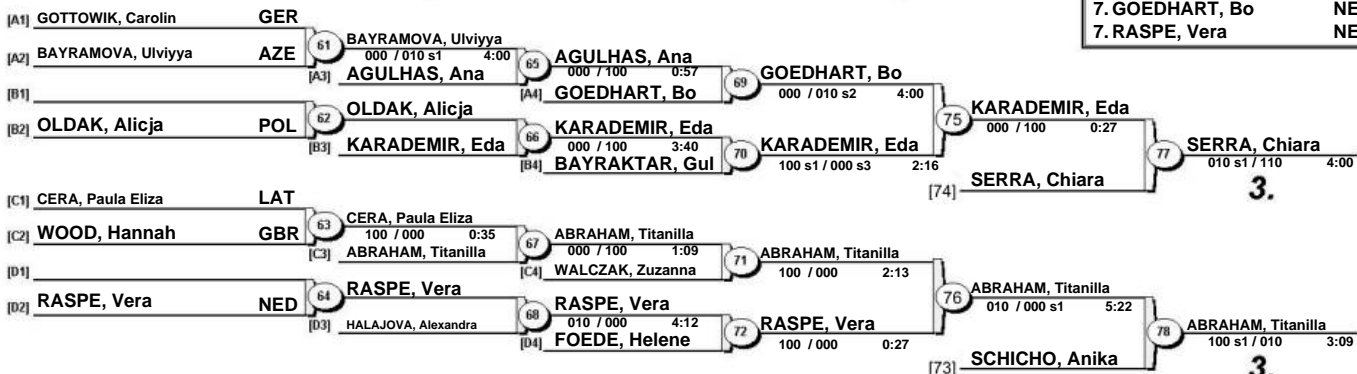 7. GOEDHART, Bo NE
7. RASPE, Vera NE
[A1] GOTTOWIK, Carolin GER
61 BAYRAMOVA, Ulviyya
000 / 010 s1 4:00
[A2] BAYRAMOVA, Ulviyya AZE
[A3] AGULHAS, Ana
65 AGULHAS, Ana
000 / 100 0:57
[A4] GOEDHART, Bo
69 GOEDHART, Bo
000 / 010 s2 4:00
[B1]
[B2] OLDAK, Alicja POL
62 OLDAK, Alicja
[B3] KARADEMIR, Eda
66 KARADEMIR, Eda
000 / 100 3:40
[B4] BAYRAKTAR, Gul
70 KARADEMIR, Eda
100 s1 / 000 s3 2:16
75 KARADEMIR, Eda
000 / 100 0:27
[74] SERRA, Chiara
77 SERRA, Chiara
010 s1 / 110 4:00
3.
[C1] CERA, Paula Eliza LAT
[C2] WOOD, Hannah GBR
63 CERA, Paula Eliza
100 / 000 0:35
[C3] ABRAHAM, Titanilla
67 ABRAHAM, Titanilla
000 / 100 1:09
[C4] WALCZAK, Zuzanna
71 ABRAHAM, Titanilla
100 / 000 2:13
[D1]
[D2] RASPE, Vera NED
64 RASPE, Vera
[D3] HALAJOVA, Alexandra
68 RASPE, Vera
010 / 000 4:12
[D4] FOEDE, Helene
72 RASPE, Vera
100 / 000 0:27
76 ABRAHAM, Titanilla
010 / 000 s1 5:22
[73] SCHICHO, Anika
78 ABRAHAM, Titanilla
100 s1 / 010 3:09
3.